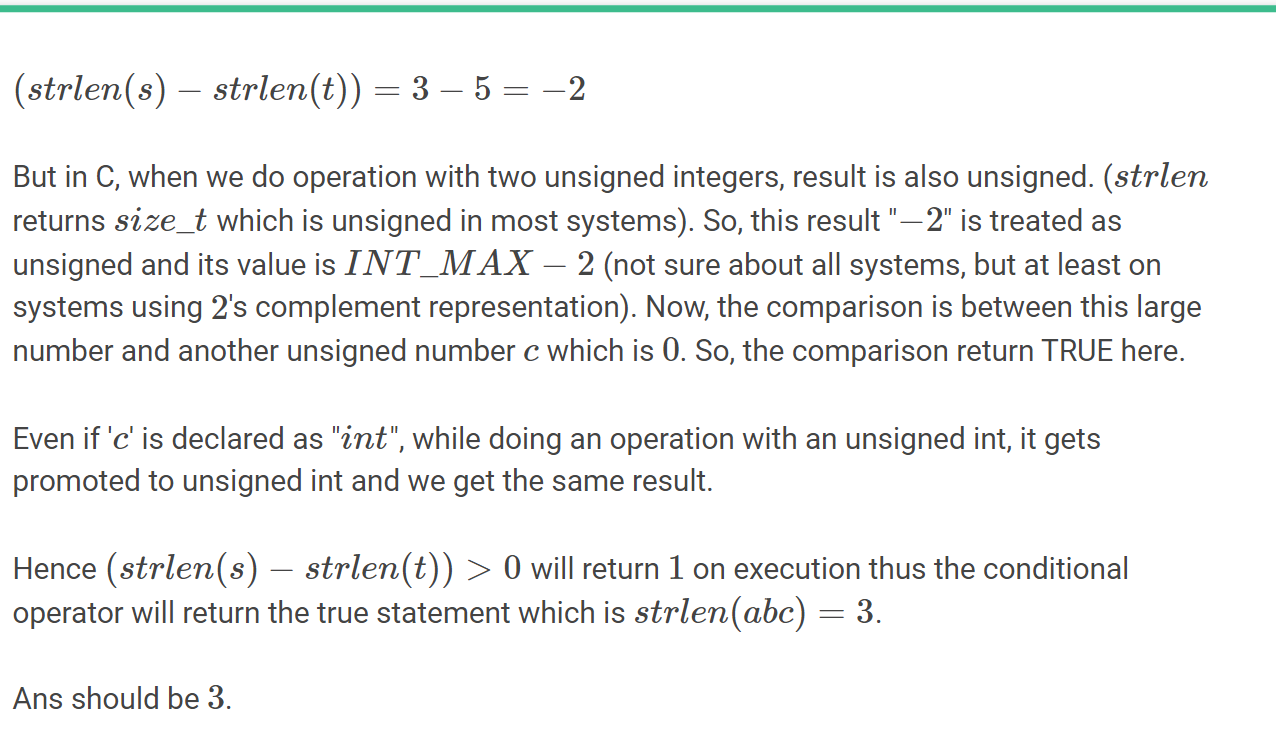 (strlen(s) − strlen(t)) = 3 − 5 = −2
But in C, when we do operation with two unsigned integers, result is also unsigned. (strlen
returns size_t which is unsigned in most systems). So, this result "−2" is treated as
unsigned and its value is INT_MAX − 2 (not sure about all systems, but at least on
systems using 2's complement representation). Now, the comparison is between this large
number and another unsigned number c which is 0. So, the comparison return TRUE here.
Even if 'c' is declared as "int", while doing an operation with an unsigned int, it gets
promoted to unsigned int and we get the same result.
Hence (strlen(s) − strlen(t)) > 0 will return 1 on execution thus the conditional
operator will return the true statement which is strlen(abc) = 3.
Ans should be 3.